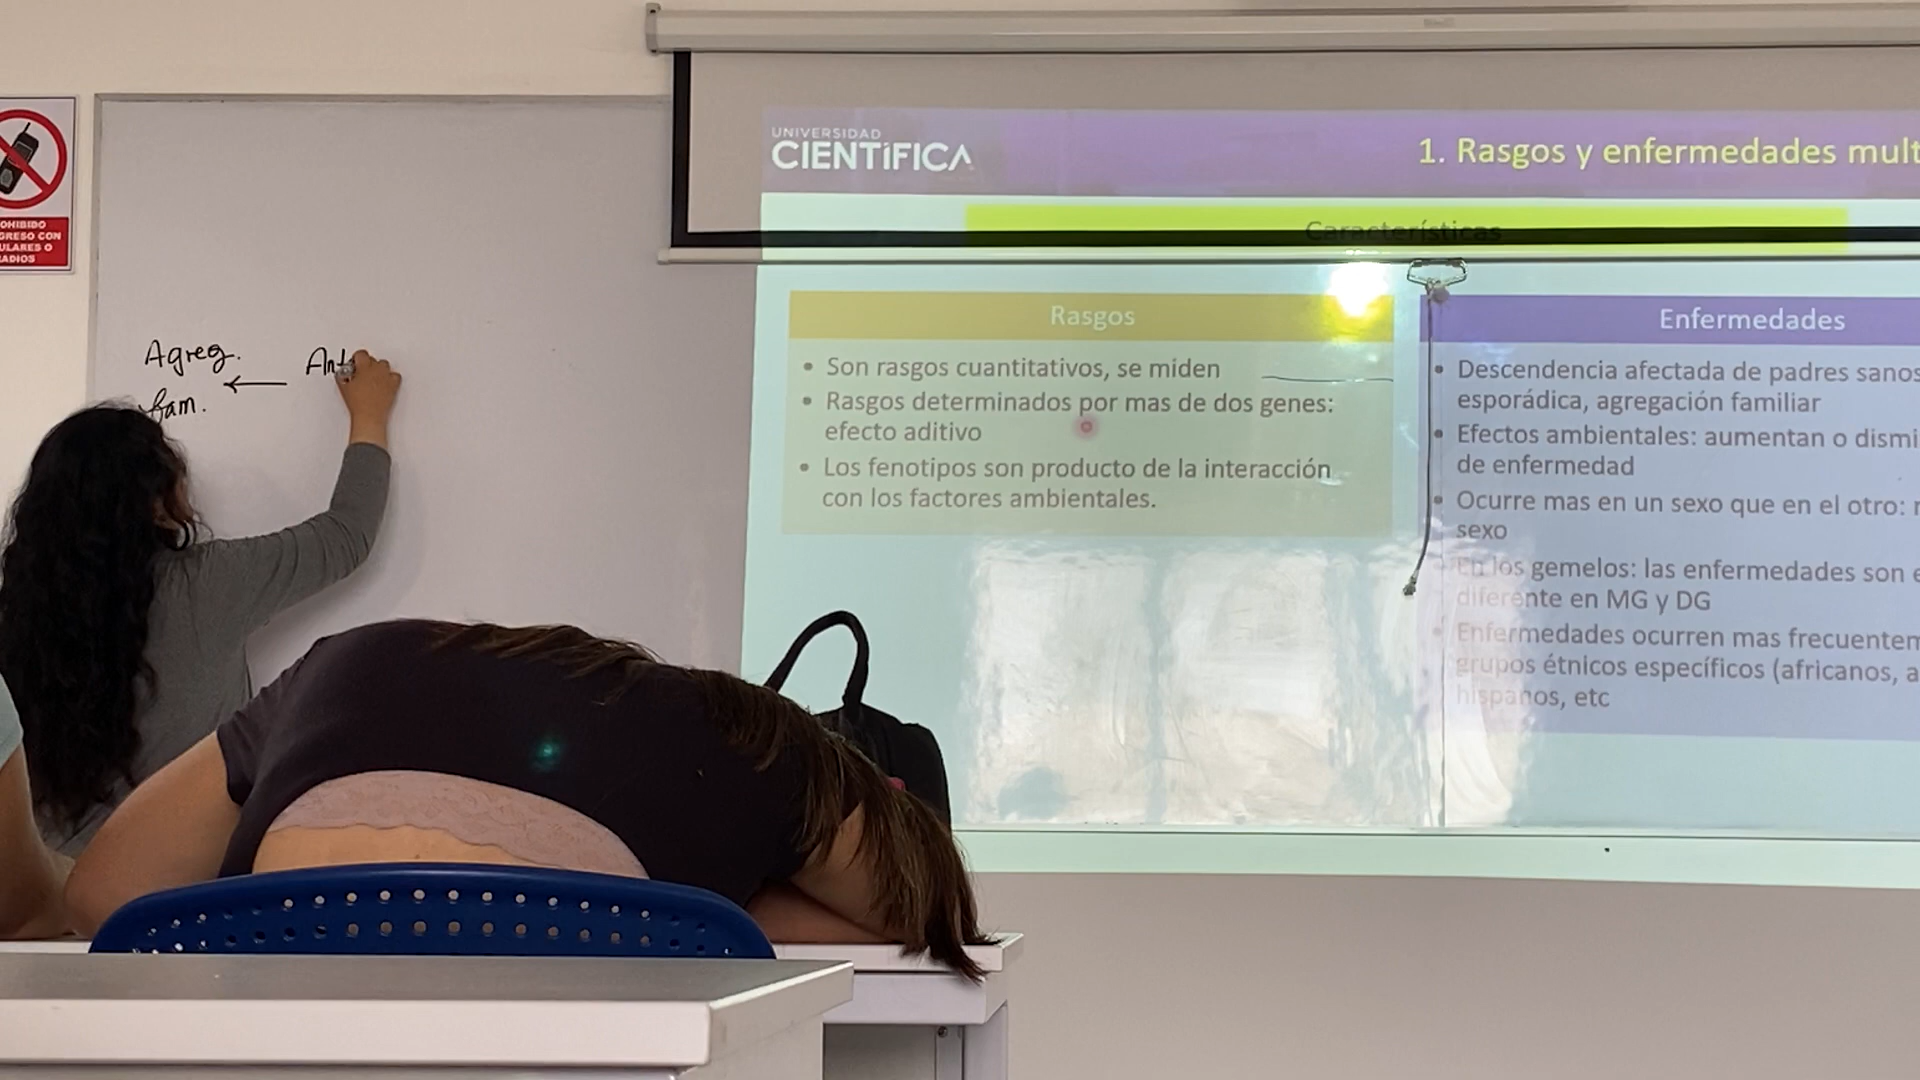 OHIBIDO
GRESO CON
ULARES O
ADIOS
Agreg.
fam.
Ant
UNIVERSIDAD
CIENTÍFICA
1. Rasgos y enfermedades mult
Características
Rasgos
• Son rasgos cuantitativos, se miden
• Rasgos determinados por mas de dos genes:
efecto aditivo
• Los fenotipos son producto de la interacción
con los factores ambientales.
Enfermedades
• Descendencia afectada de padres sanos
esporádica, agregación familiar
• Efectos ambientales: aumentan o dismi
de enfermedad
• Ocurre mas en un sexo que en el otro: r
sexo
• En los gemelos: las enfermedades son e
diferente en MG y DG
• Enfermedades ocurren mas frecuentem
grupos étnicos específicos (africanos, a
hispanos, etc